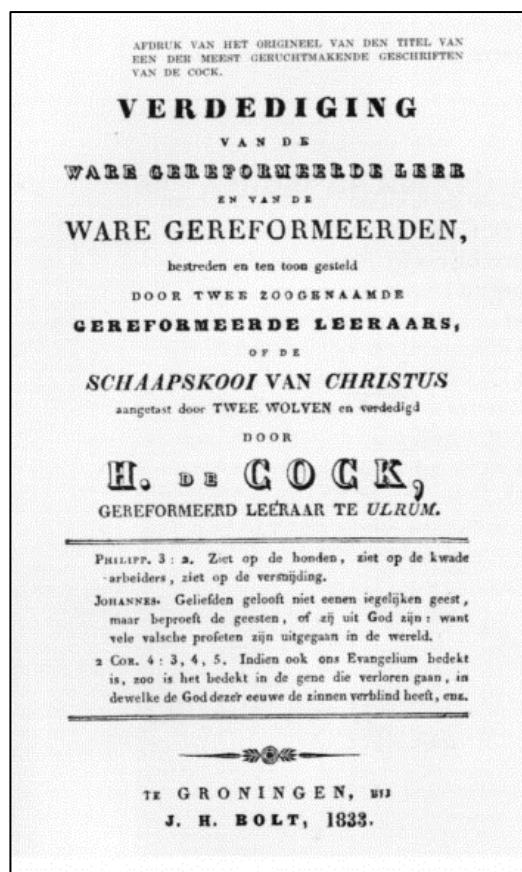 AFDRUK VAN HET ORIGINEEL VAN DEN TITEL VAN
EEN DER MEEST GERUCHTMAKENDE GESCHRIFTEN
VAN DE COCK.
VERDEDIGING
VAN DE
WARE GEREFORMEERDE LEER
EN VAN DE
WARE GEREFORMEERDEN,
bestreden en ten toon gesteld
DOOR TWEE ZOOGENAAMDE
GEREFORMEERDE LEERAARS,
OF DE
SCHAAPSKOOI VAN CHRISTUS
aangetast door TWEE WOLVEN en verdedigd
DOOR
H. DE COCK,
GEREFORMEERD LEÉRAAR TE ULRUM.
PHILIPP. 3 : 2. Ziet op de honden, ziet op de kwade
arbeiders, ziet op de versnijding.
JOHANNES. Geliefden gelooft niet eenen iegelijken geest,
maar beproeft de geesten, of zij uit God zijn: want
vele valsche profeten zijn uitgegaan in de wereld.
2 COR. 4 : 3, 4, 5. Indien ook ons Evangelium bedekt
is, zoo is het bedekt in de gene die verloren gaan, in
dewelke de God dezer eeuwe de zinnen verblind heeft, enz.
TE GRONINGEN, BIJ
J. H. BOLT, 1833.